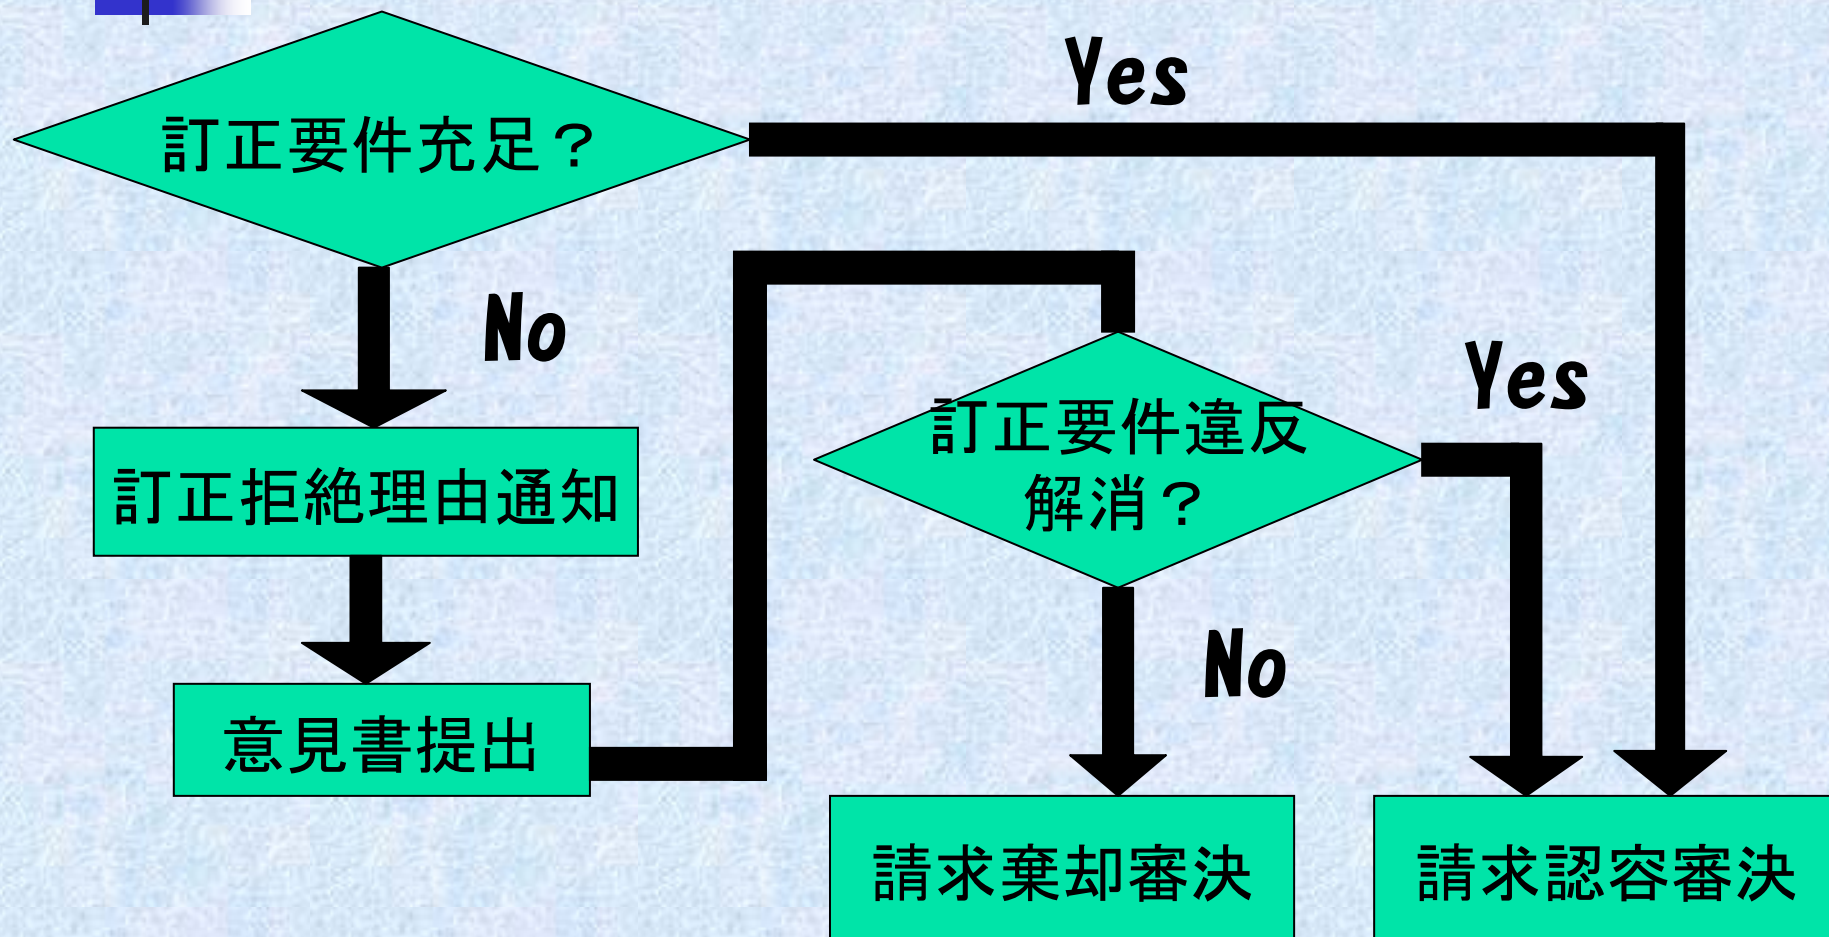 訂正要件充足？
Yes
No
訂正拒絶理由通知
意見書提出
訂正要件違反
解消？
Yes
No
請求棄却審決
請求認容審決